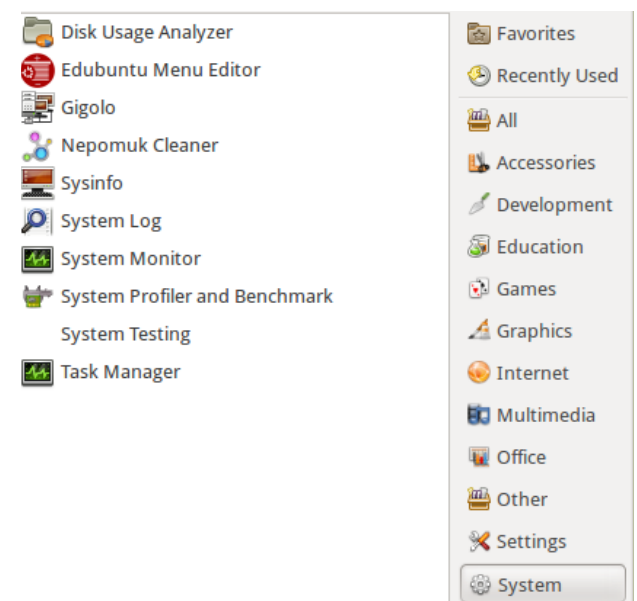 Disk Usage Analyzer
Edubuntu Menu Editor
Gigolo
Nepomuk Cleaner
Sysinfo
System Log
System Monitor
System Profiler and Benchmark
System Testing
Task Manager
Favorites
Recently Used
All
Accessories
Development
Education
Games
Graphics
Internet
Multimedia
Office
Other
Settings
System